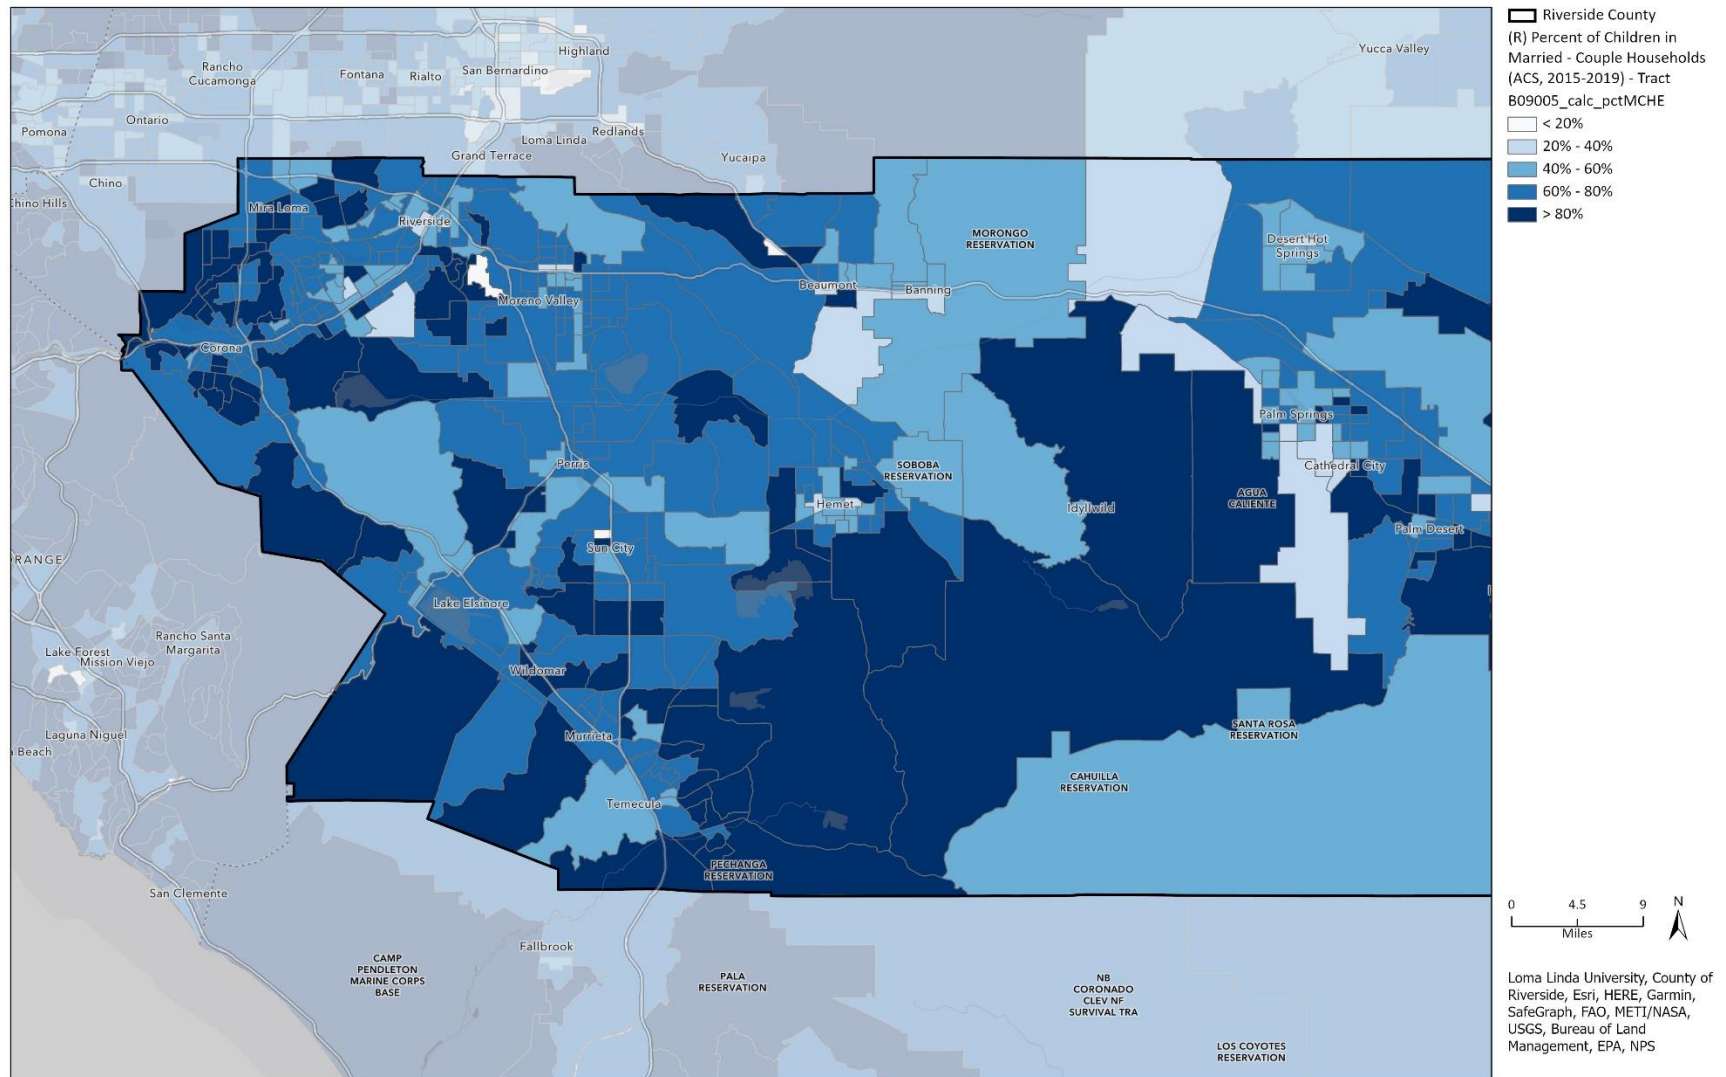 Riverside County
(R) Percent of Children in
Married - Couple Households
(ACS, 2015-2019) - Tract
B09005_calc_pctMCHE
< 20%
20% - 40%
40% - 60%
60% - 80%
> 80%
Highland
Yucca Valley
Rancho
Cucamonga
Fontana
Rialto
San Bernardino
Ontario
Pomona
Redlands
Loma Linda
Grand Terrace
Yucaipa
Chino
Chino Hills
Mira Loma
Riverside
MORONGO
RESERVATION
Desert Hot
Springs
Beaumont
Banning
Moreno Valley
Corona
Palm Springs
Perris
SOBOBA
RESERVATION
Cathedral City
Hemet
Idyllwild
AGUA
CALIENTE
Palm Desert
Sun City
RANGE
Lake Elsinore
Rancho Santa
Margarita
Lake Forest
Mission Viejo
Wildomar
Laguna Niguel
a Beach
Murrieta
SANTA ROSA
RESERVATION
CAHUILLA
RESERVATION
Temecula
PECHANGA
RESERVATION
San Clemente
Fallbrook
CAMP
PENDLETON
MARINE CORPS
BASE
PALA
RESERVATION
NB
CORONADO
CLEV NF
SURVIVAL TRA
LOS COYOTES
RESERVATION
0 4.5 9
Miles
N
Loma Linda University, County of
Riverside, Esri, HERE, Garmin,
SafeGraph, FAO, METI/NASA,
USGS, Bureau of Land
Management, EPA, NPS